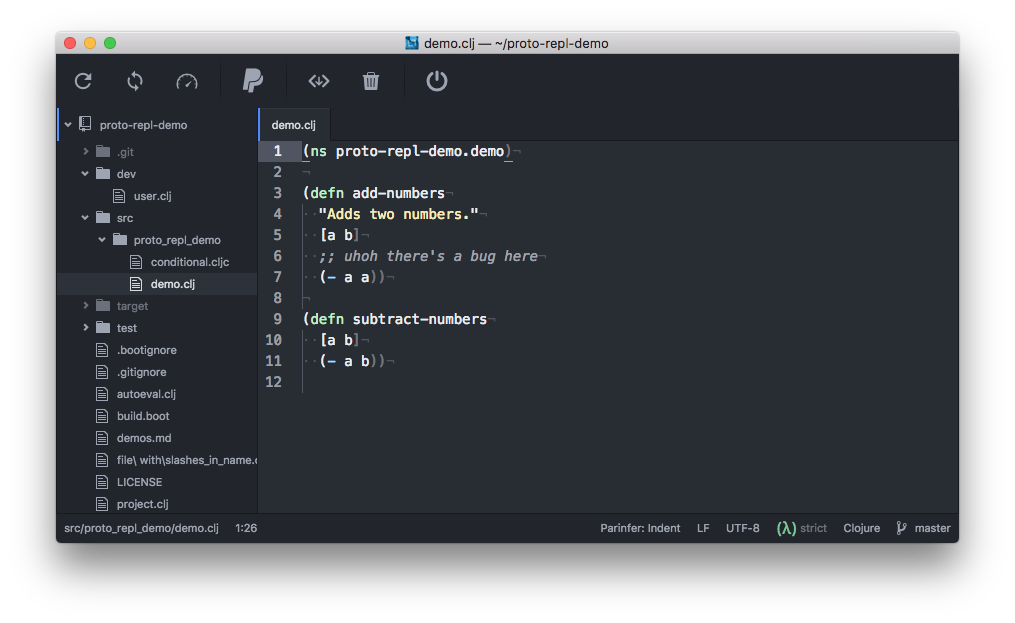 demo.clj — ~/proto-repl-demo
proto-repl-demo
.git
dev
user.clj
src
proto_repl_demo
conditional.cljc
demo.clj
target
test
.bootignore
.gitignore
autoeval.clj
build.boot
demos.md
file\ with\slashes_in_name.
LICENSE
project.clj
demo.clj
1 (ns proto-repl-demo.demo)¬
2 ¬
3 (defn add-numbers¬
4 ··"Adds two numbers."¬
5 ··[a b]¬
6 ··;; uhoh there's a bug here¬
7 ··(- a a))¬
8 ¬
9 (defn subtract-numbers¬
10 ··[a b]¬
11 ··(- a b))¬
12
src/proto_repl_demo/demo.clj 1:26 Parinfer: Indent LF UTF-8 (λ) strict Clojure master